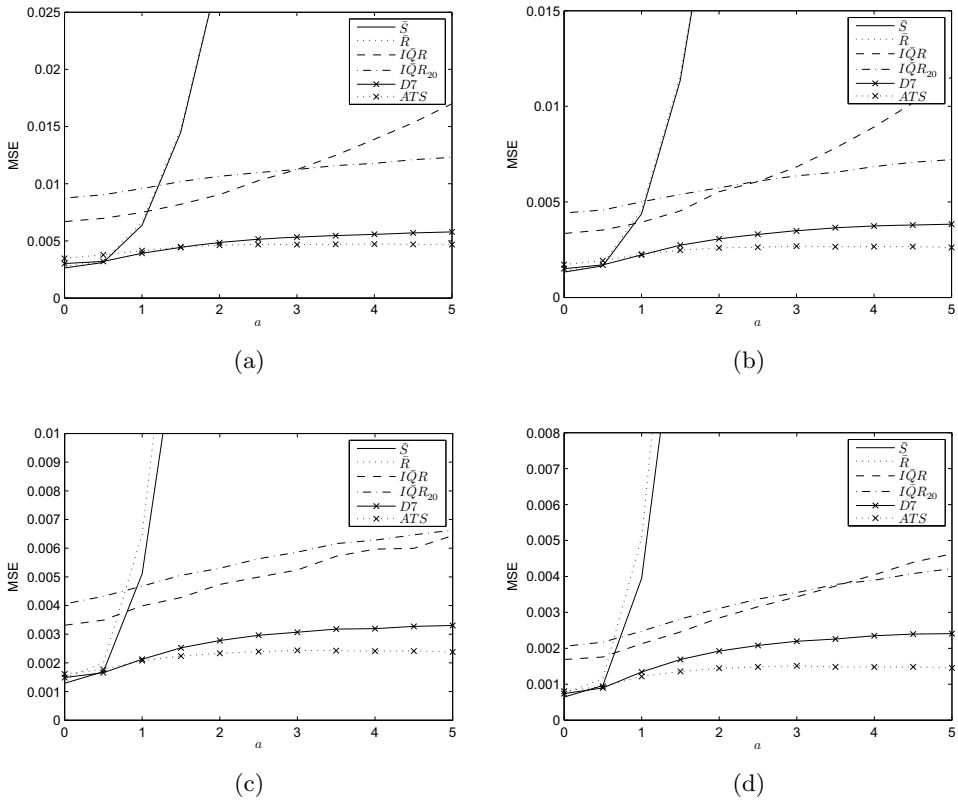 0.025
0.02
0.015
0.01
0.005
0
MSE
0 1 2 3 4 5
a
S̄
R̄
IQ̄R
IQ̄R₂₀
D7
ATS
(a)
0.015
0.01
0.005
0
MSE
0 1 2 3 4 5
a
S̄
R̄
IQ̄R
IQ̄R₂₀
D7
ATS
(b)
0.01
0.009
0.008
0.007
0.006
0.005
0.004
0.003
0.002
0.001
0
MSE
0 1 2 3 4 5
a
S̄
R̄
IQ̄R
IQ̄R₂₀
D7
ATS
(c)
0.008
0.007
0.006
0.005
0.004
0.003
0.002
0.001
0
MSE
0 1 2 3 4 5
a
S̄
R̄
IQ̄R
IQ̄R₂₀
D7
ATS
(d)